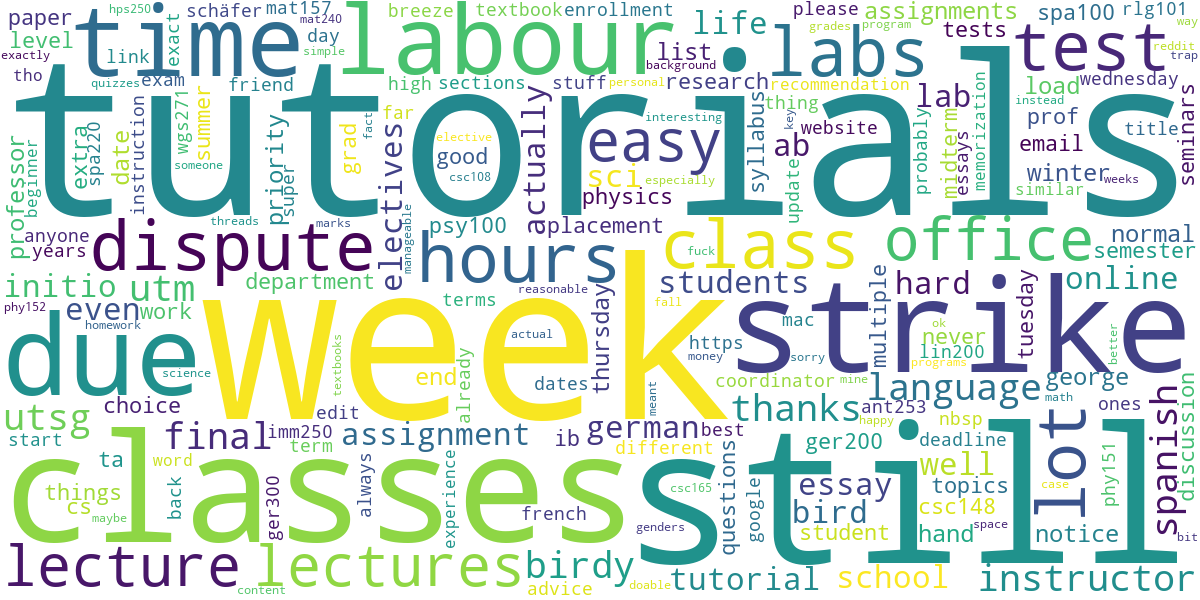 hps250
mat240
paper
schäfer
mat157
breeze
textbook
enrollment
please
assignments
spa100
rlg101
time
labour
life
labs
test
level
link
exact
day
grades
program
tests
way
exactly
simple
list
background
reddit
trap
tho
quizzes
exam
friend
high
sections
stuff
personal
research
recommendation
load
wednesday
instead
tutorials
far
fact
thing
lab
prof
title
professor
beginner
extra
spa220
date
instruction
wgs271
summer
priority
super
grad
electives
actually
elective
good
csc108
easy
interesting
ab
key
website
syllabus
probably
midterm
essays
memorization
email
seminars
someone
sci
especially
physics
update
winter
weeks
similar
threads
marks
manageable
psy100
placement
anyone
years
dispute
hours
fuck
class
office
normal
semester
initio
utm
department
terms
reasonable
students
hard
online
phy152
even
work
fall
thursday
multiple
tuesday
ok
never
lin200
better
homework
due
week
strike
actual
https
money
mac
sorry
programs
science
textbooks
already
end
dates
meant
coordinator
mine
language
george
math
spanish
discussion
utsg
choice
edit
thanks
ant253
happy
nbsp
lot
ones
start
final
imm250
assignment
ib
german
best
ger200
deadline
term
different
ta
word
back
ger300
always
experience
questions
google
well
topics
case
phy151
classes
still
things
cs
maybe
csc165
essay
bird
csc148
french
genders
student
hand
space
notice
bit
lecture
lectures
birdy
tutorial
school
instructor
content
advice
doable